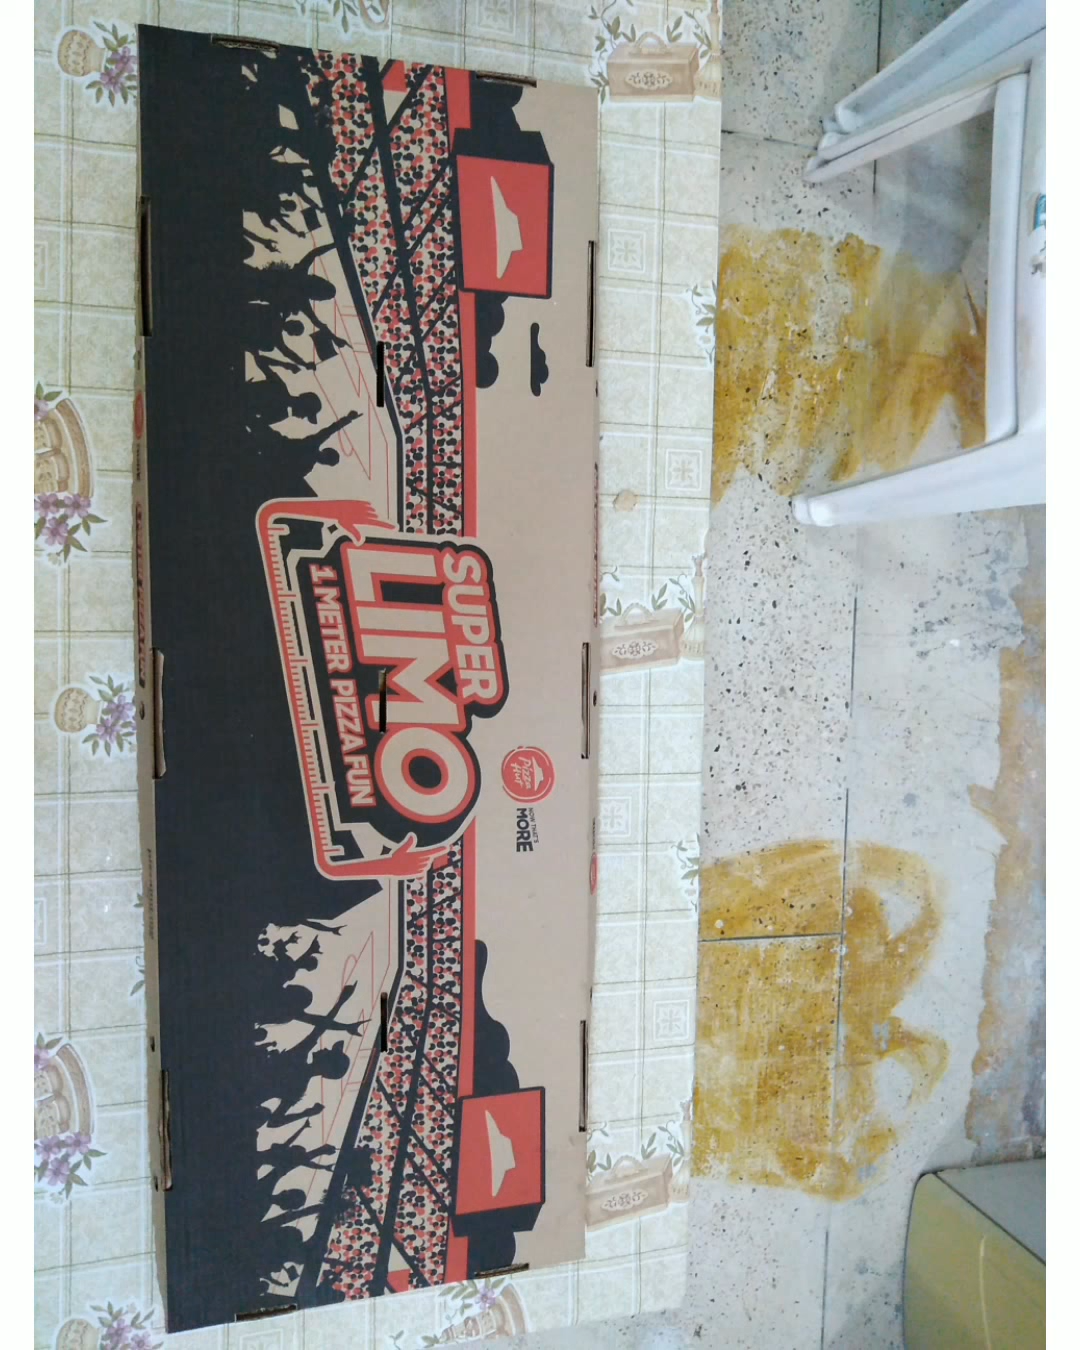 SUPER
LIMO
1 METER PIZZA FUN
Pizza
Hut
NOW THAT'S
MORE